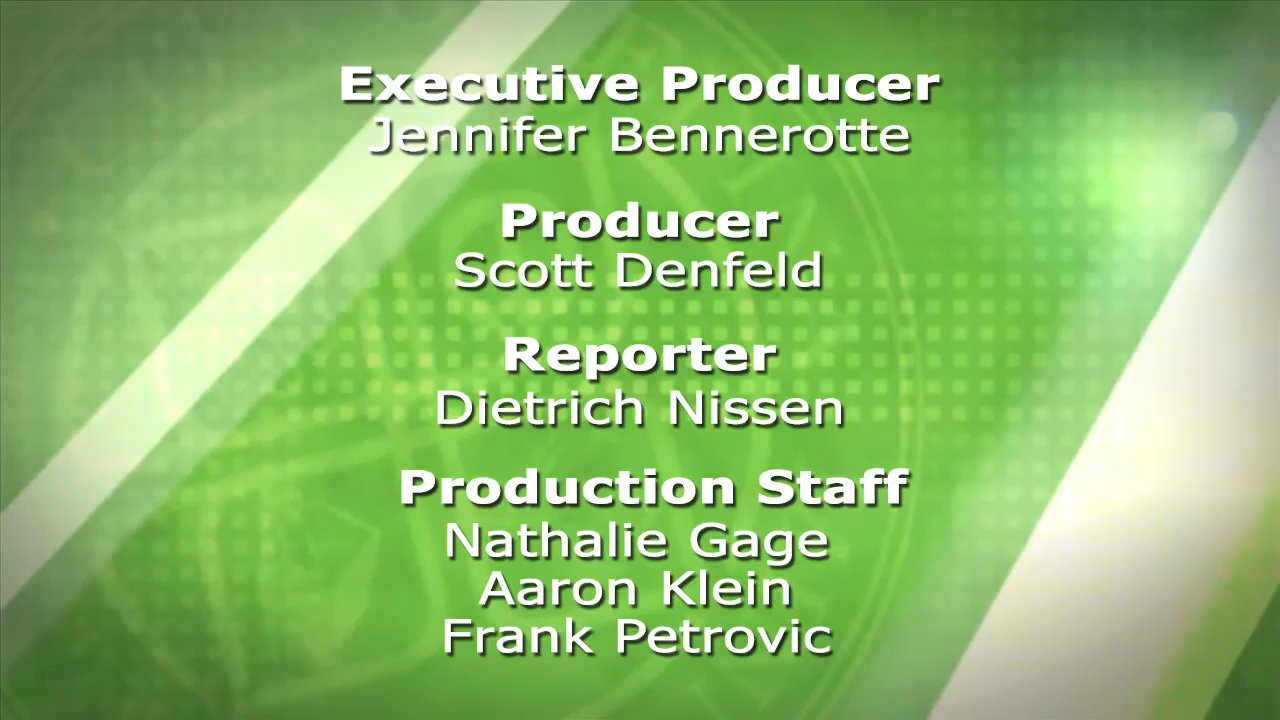 Executive Producer
Jennifer Bennerotte
Producer
Scott Denfeld
Reporter
Dietrich Nissen
Production Staff
Nathalie Gage
Aaron Klein
Frank Petrovic